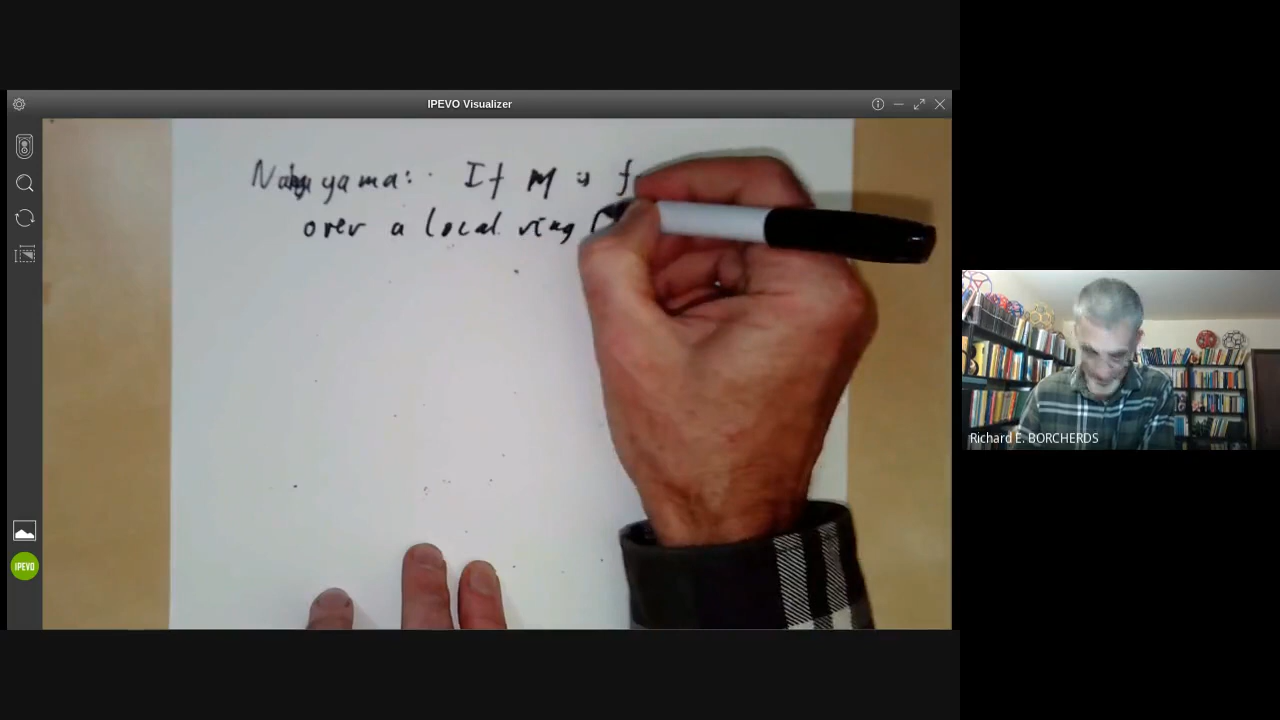 IPEVO Visualizer
Nakayama: If M is f
over a local ring
IPEVO
Richard E. BORCHERDS